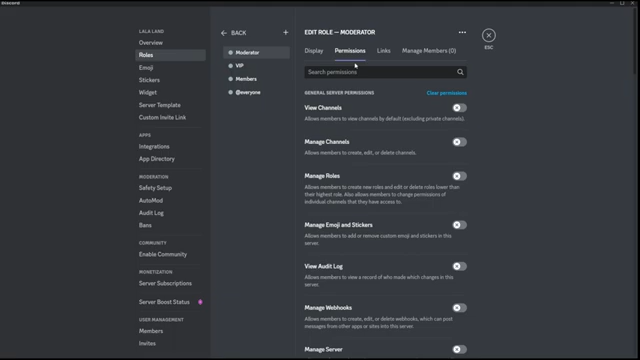 discord
LALA LAND
Overview
Roles
Emoji
Stickers
Widget
Server Template
Custom Invite Link
APPS
Integrations
App Directory
MODERATION
Safety Setup
AutoMod
Audit Log
Bans
COMMUNITY
Enable Community
MONETIZATION
Server Subscriptions
Server Boost Status
USER MANAGEMENT
Members
Invites
BACK
Moderator
VIP
Members
@everyone
EDIT ROLE — MODERATOR
Display Permissions Links Manage Members (0)
Search permissions
GENERAL SERVER PERMISSIONS Clear permissions
View Channels
Allows members to view channels by default (excluding private channels).
Manage Channels
Allows members to create, edit, or delete channels.
Manage Roles
Allows members to create new roles and edit or delete roles lower than
their highest role. Also allows members to change permissions of
individual channels that they have access to.
Manage Emoji and Stickers
Allows members to add or remove custom emoji and stickers in this
server.
View Audit Log
Allows members to view a record of who made which changes in this
server.
Manage Webhooks
Allows members to create, edit, or delete webhooks, which can post
messages from other apps or sites into this server.
Manage Server
ESC